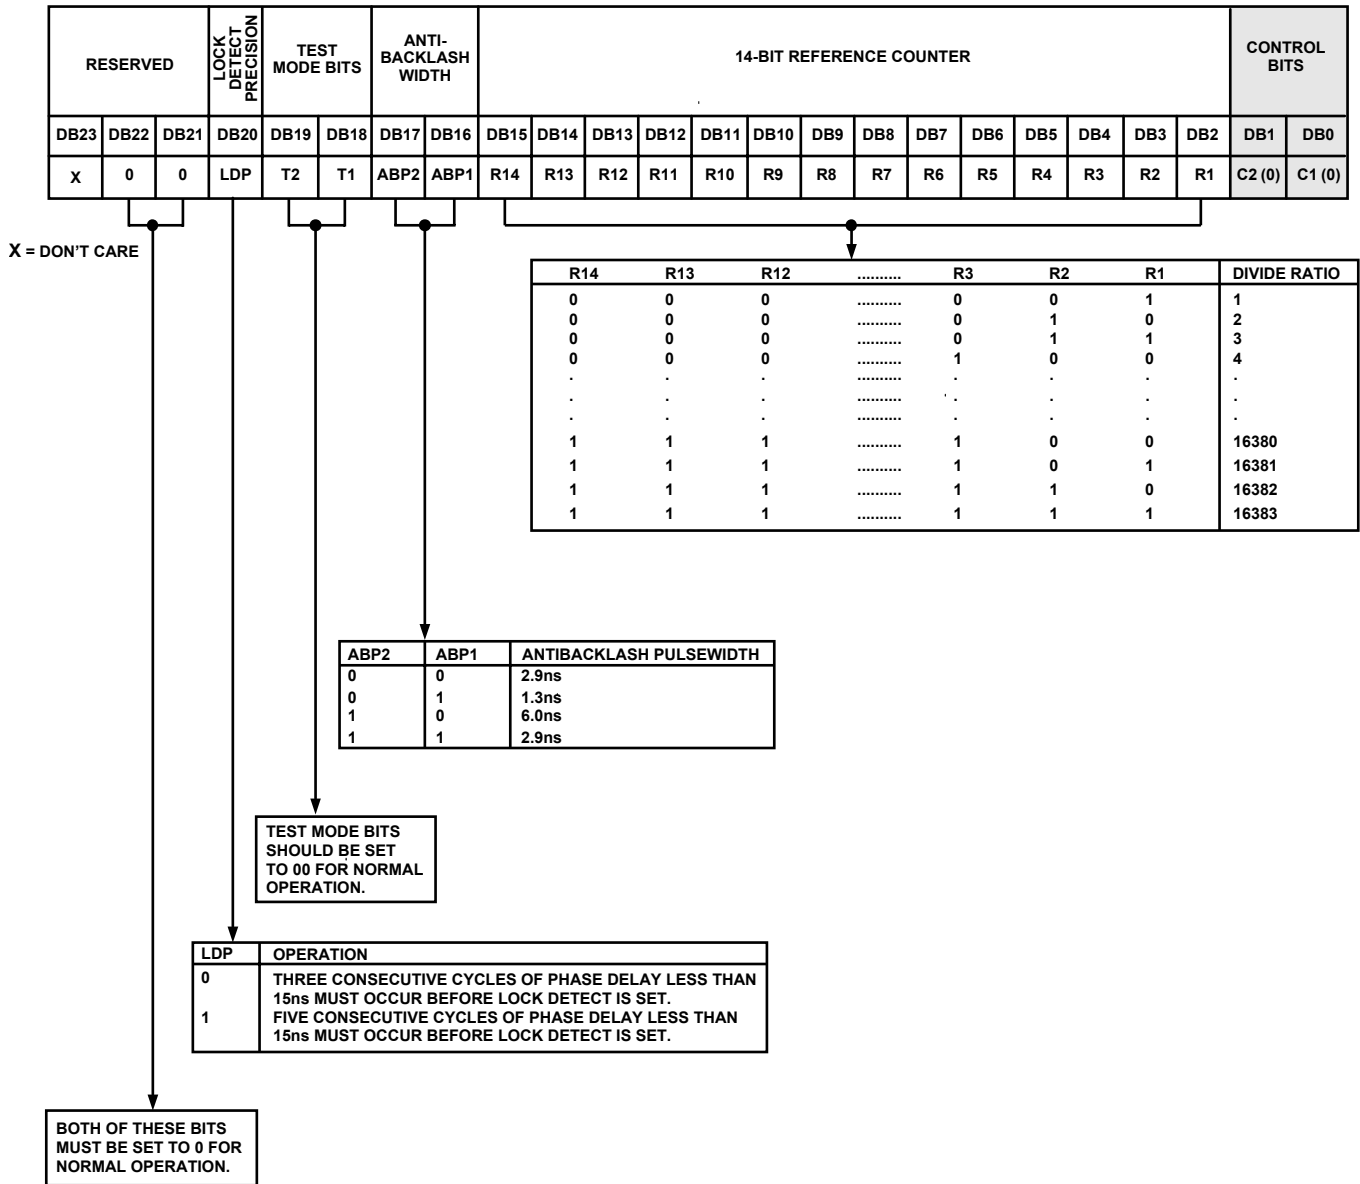 RESERVED
LOCK
DETECT
PRECISION
TEST
MODE BITS
ANTI-
BACKLASH
WIDTH
14-BIT REFERENCE COUNTER
CONTROL
BITS
DB23 DB22 DB21 DB20 DB19 DB18 DB17 DB16 DB15 DB14 DB13 DB12 DB11 DB10 DB9 DB8 DB7 DB6 DB5 DB4 DB3 DB2 DB1 DB0
X 0 0 LDP T2 T1 ABP2 ABP1 R14 R13 R12 R11 R10 R9 R8 R7 R6 R5 R4 R3 R2 R1 C2 (0) C1 (0)
X = DON'T CARE
R14 R13 R12 .......... R3 R2 R1 DIVIDE RATIO
0 0 0 .......... 0 0 1 1
0 0 0 .......... 0 1 0 2
0 0 0 .......... 0 1 1 3
0 0 0 .......... 1 0 0 4
. . . .......... . . . .
. . . .......... . . . .
. . . .......... . . . .
1 1 1 .......... 1 0 0 16380
1 1 1 .......... 1 0 1 16381
1 1 1 .......... 1 1 0 16382
1 1 1 .......... 1 1 1 16383
ABP2 ABP1 ANTIBACKLASH PULSEWIDTH
0 0 2.9ns
0 1 1.3ns
1 0 6.0ns
1 1 2.9ns
TEST MODE BITS
SHOULD BE SET
TO 00 FOR NORMAL
OPERATION.
LDP OPERATION
0 THREE CONSECUTIVE CYCLES OF PHASE DELAY LESS THAN
15ns MUST OCCUR BEFORE LOCK DETECT IS SET.
1 FIVE CONSECUTIVE CYCLES OF PHASE DELAY LESS THAN
15ns MUST OCCUR BEFORE LOCK DETECT IS SET.
BOTH OF THESE BITS
MUST BE SET TO 0 FOR
NORMAL OPERATION.